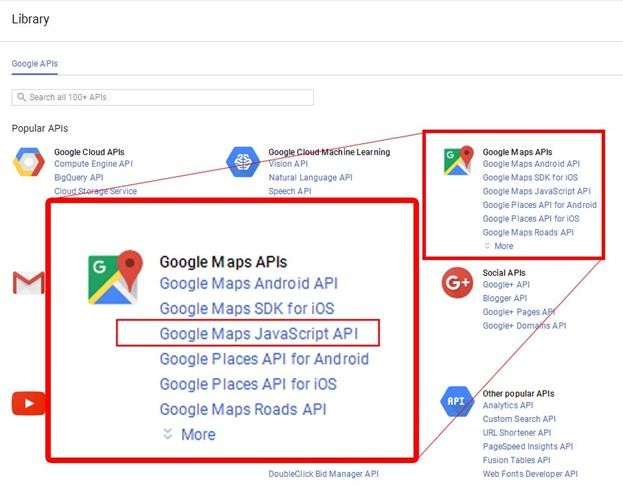 Library
Google APIs
Search all 100+ APIs
Popular APIs
Google Cloud APIs
Compute Engine API
BigQuery API
Cloud Storage Service
Google Cloud Machine Learning
Vision API
Natural Language API
Speech API
Google Maps APIs
Google Maps Android API
Google Maps SDK for iOS
Google Maps JavaScript API
Google Places API for Android
Google Places API for iOS
Google Maps Roads API
More
Google Maps APIs
Google Maps Android API
Google Maps SDK for iOS
Google Maps JavaScript API
Google Places API for Android
Google Places API for iOS
Google Maps Roads API
More
G+
Social APIs
Google+ API
Blogger API
Google+ Pages API
Google+ Domains API
API
Other popular APIs
Analytics API
Custom Search API
URL Shortener API
PageSpeed Insights API
Fusion Tables API
Web Fonts Developer API
DoubleClick Bid Manager API